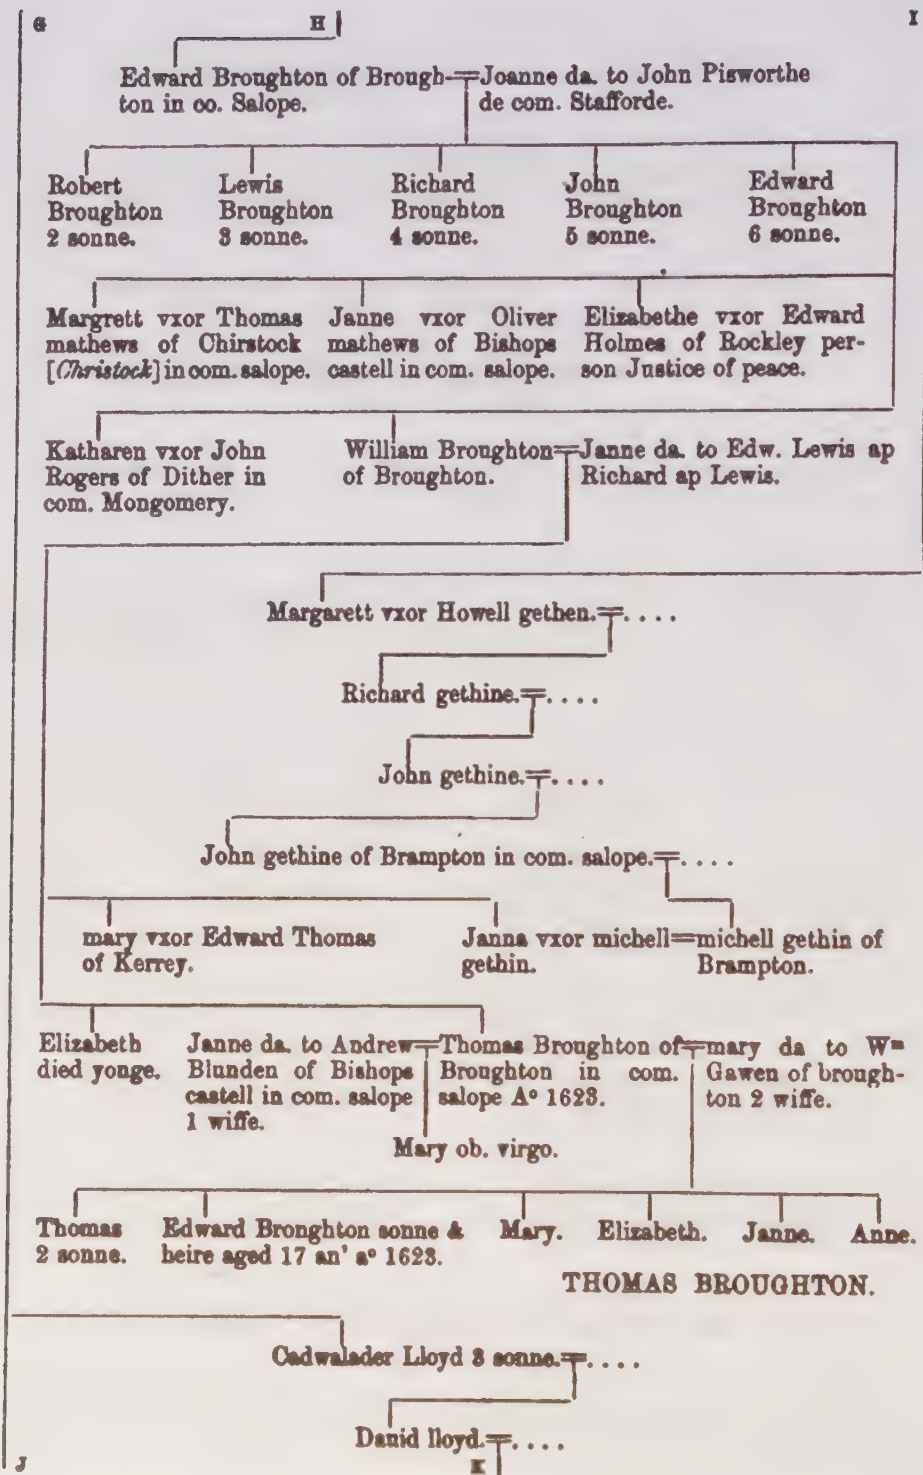 G H I
Edward Broughton of Brough-
ton in co. Salope.
Joanne da. to John Pisworthe
de com. Stafforde.
Robert
Broughton
2 sonne.
Lewis
Broughton
3 sonne.
Richard
Broughton
4 sonne.
John
Broughton
5 sonne.
Edward
Broughton
6 sonne.
Margrett vxor Thomas
mathews of Chirstock
[Christock] in com. salope.
Janne vxor Oliver
mathews of Bishops
castell in com. salope.
Elizabethe vxor Edward
Holmes of Rockley per-
son Justice of peace.
Katharen vxor John
Rogers of Dither in
com. Mongomery.
William Broughton
of Broughton.
Janne da. to Edw. Lewis ap
Richard ap Lewis.
Margarett vxor Howell gethen. . . . .
Richard gethine. . . . .
John gethine. . . . .
John gethine of Brampton in com. salope. . . . .
mary vxor Edward Thomas
of Kerrey.
Janna vxor michell
gethin.
michell gethin of
Brampton.
Elizabeth
died yonge.
Janne da. to Andrew
Blunden of Bishops
castell in com. salope
1 wiffe.
Thomas Broughton of
Broughton in com.
salope Aº 1623.
mary da to Wm
Gawen of brough-
ton 2 wiffe.
Mary ob. virgo.
Thomas
2 sonne.
Edward Broughton sonne &
heire aged 17 an' aº 1623.
Mary.
Elizabeth.
Janne.
Anne.
THOMAS BROUGHTON.
Cadwalader Lloyd 3 sonne. . . . .
Dauid lloyd. . . . .
J K